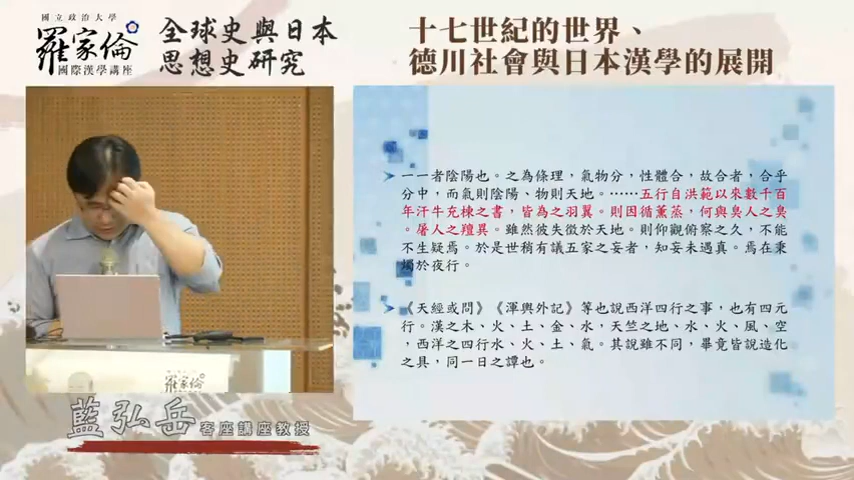 國立政治大學
羅家倫
國際漢學講座
全球史與日本
思想史研究
十七世紀的世界、
德川社會與日本漢學的展開
一一者陰陽也。之為條理，氣物分，性體合，故合者，合乎
分中，而氣則陰陽、物則天地。……五行自洪範以來數千百
年汗牛充棟之書，皆為之羽翼。則因循薰蒸，何與臭人之臭
。屠人之羶異。雖然彼失徵於天地。則仰觀俯察之久，不能
不生疑焉。於是世稍有議五家之妄者，知妄未遇真。焉在秉
燭於夜行。
《天經或問》《渾輿外記》等也說西洋四行之事，也有四元
行。漢之木、火、土、金、水，天竺之地、水、火、風、空
，西洋之四行水、火、土、氣。其說雖不同，畢竟皆說造化
之具，同一日之譚也。
羅家倫
藍弘岳 客座講座教授